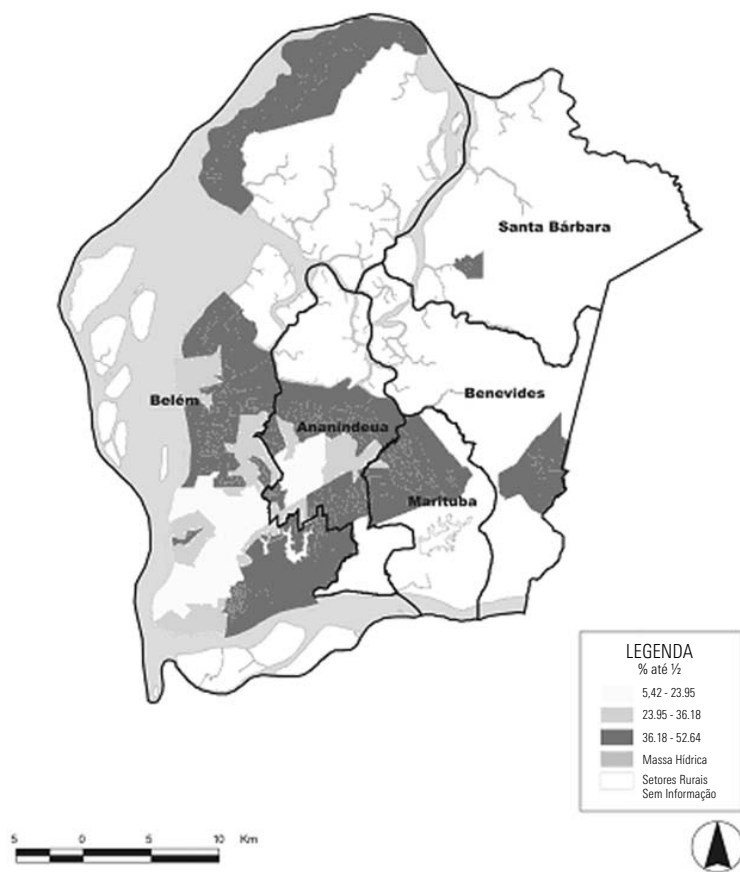 Santa Bárbara
Benevides
Belém
Ananindeua
Marituba
LEGENDA
% até ½
5,42 - 23.95
23.95 - 36.18
36.18 - 52.64
Massa Hídrica
Setores Rurais
Sem Informação
5 0 5 10 Km